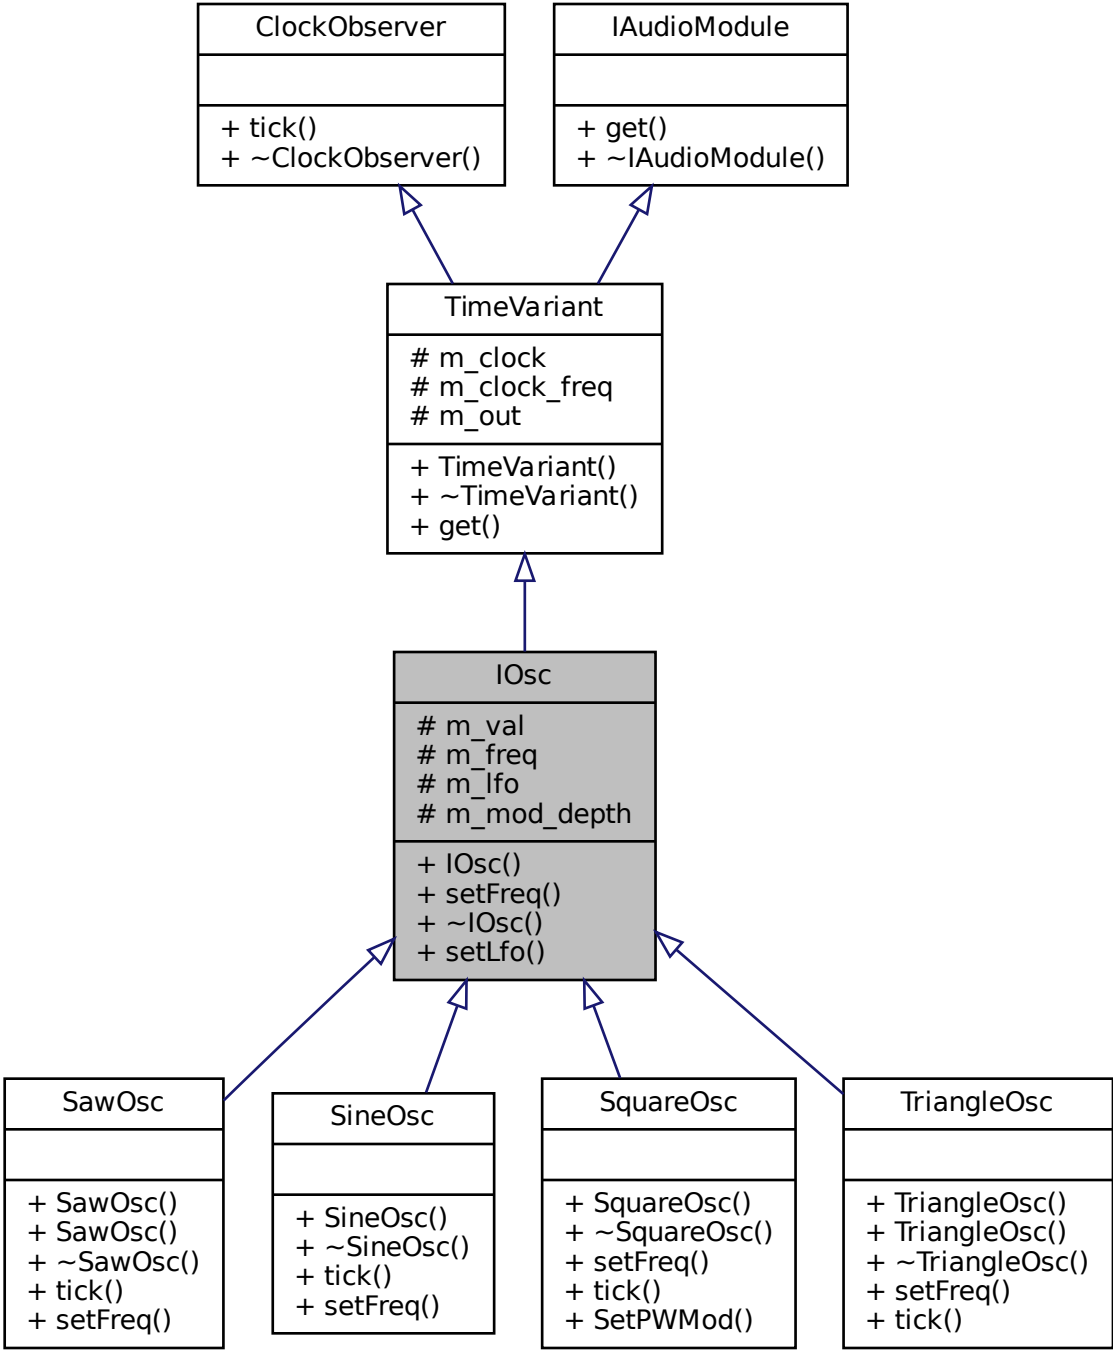 ClockObserver
+ tick()
+ ~ClockObserver()
IAudioModule
+ get()
+ ~IAudioModule()
TimeVariant
# m_clock
# m_clock_freq
# m_out
+ TimeVariant()
+ ~TimeVariant()
+ get()
IOsc
# m_val
# m_freq
# m_lfo
# m_mod_depth
+ IOsc()
+ setFreq()
+ ~IOsc()
+ setLfo()
SawOsc
+ SawOsc()
+ SawOsc()
+ ~SawOsc()
+ tick()
+ setFreq()
SineOsc
+ SineOsc()
+ ~SineOsc()
+ tick()
+ setFreq()
SquareOsc
+ SquareOsc()
+ ~SquareOsc()
+ setFreq()
+ tick()
+ SetPWMod()
TriangleOsc
+ TriangleOsc()
+ TriangleOsc()
+ ~TriangleOsc()
+ setFreq()
+ tick()